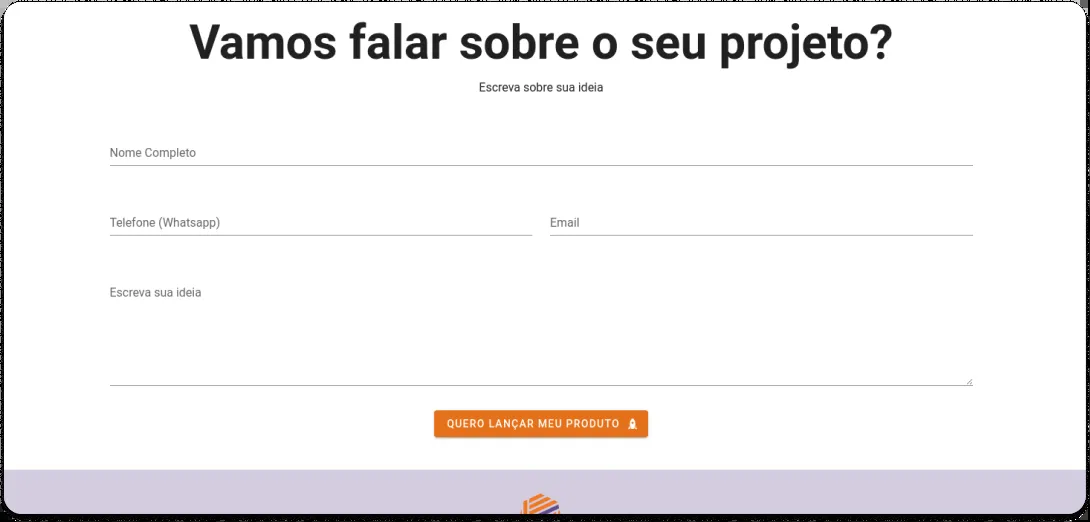 Vamos falar sobre o seu projeto?
Escreva sobre sua ideia
Nome Completo
Telefone (Whatsapp)
Email
Escreva sua ideia
QUERO LANÇAR MEU PRODUTO